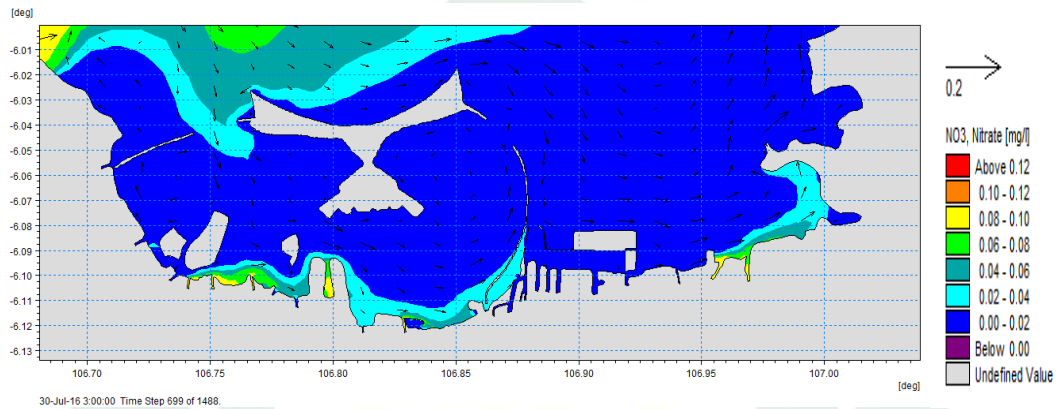 [deg]
-6.01
-6.02
-6.03
-6.04
-6.05
-6.06
-6.07
-6.08
-6.09
-6.10
-6.11
-6.12
-6.13
106.70 106.75 106.80 106.85 106.90 106.95 107.00
[deg]
30-Jul-16 3:00:00 Time Step 699 of 1488.
0.2
NO3, Nitrate [mg/l]
Above 0.12
0.10 - 0.12
0.08 - 0.10
0.06 - 0.08
0.04 - 0.06
0.02 - 0.04
0.00 - 0.02
Below 0.00
Undefined Value